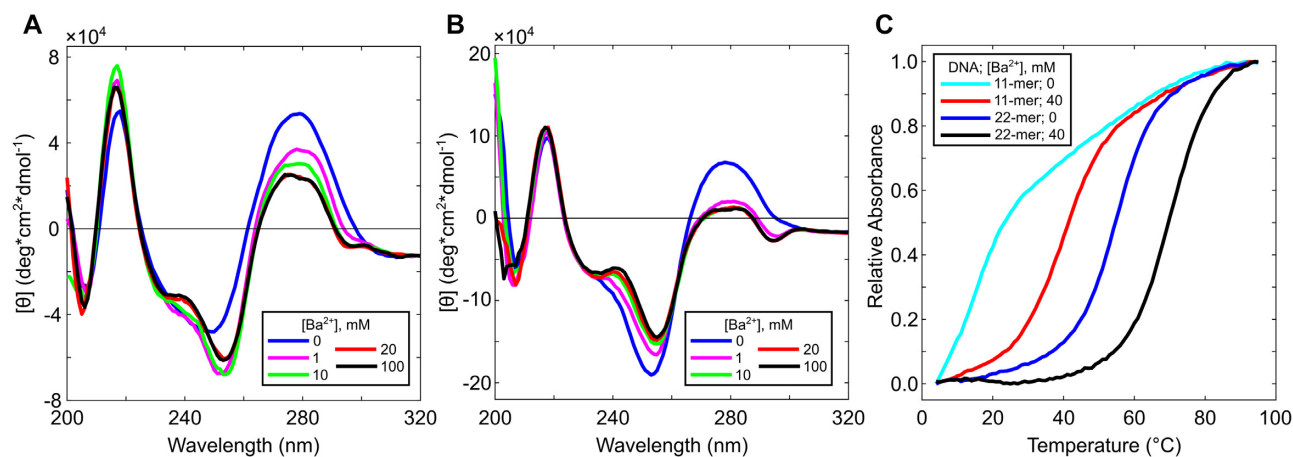 A
×10⁴
8
4
0
-4
-8
[θ] (deg*cm²*dmol⁻¹)
200
240
280
320
Wavelength (nm)
[Ba²⁺], mM
0
20
1
100
10
B
×10⁴
20
10
0
-10
-20
[θ] (deg*cm²*dmol⁻¹)
200
240
280
320
Wavelength (nm)
[Ba²⁺], mM
0
20
1
100
10
C
DNA; [Ba²⁺], mM
11-mer; 0
11-mer; 40
22-mer; 0
22-mer; 40
1.0
0.8
0.6
0.4
0.2
0.0
Relative Absorbance
0
20
40
60
80
100
Temperature (°C)